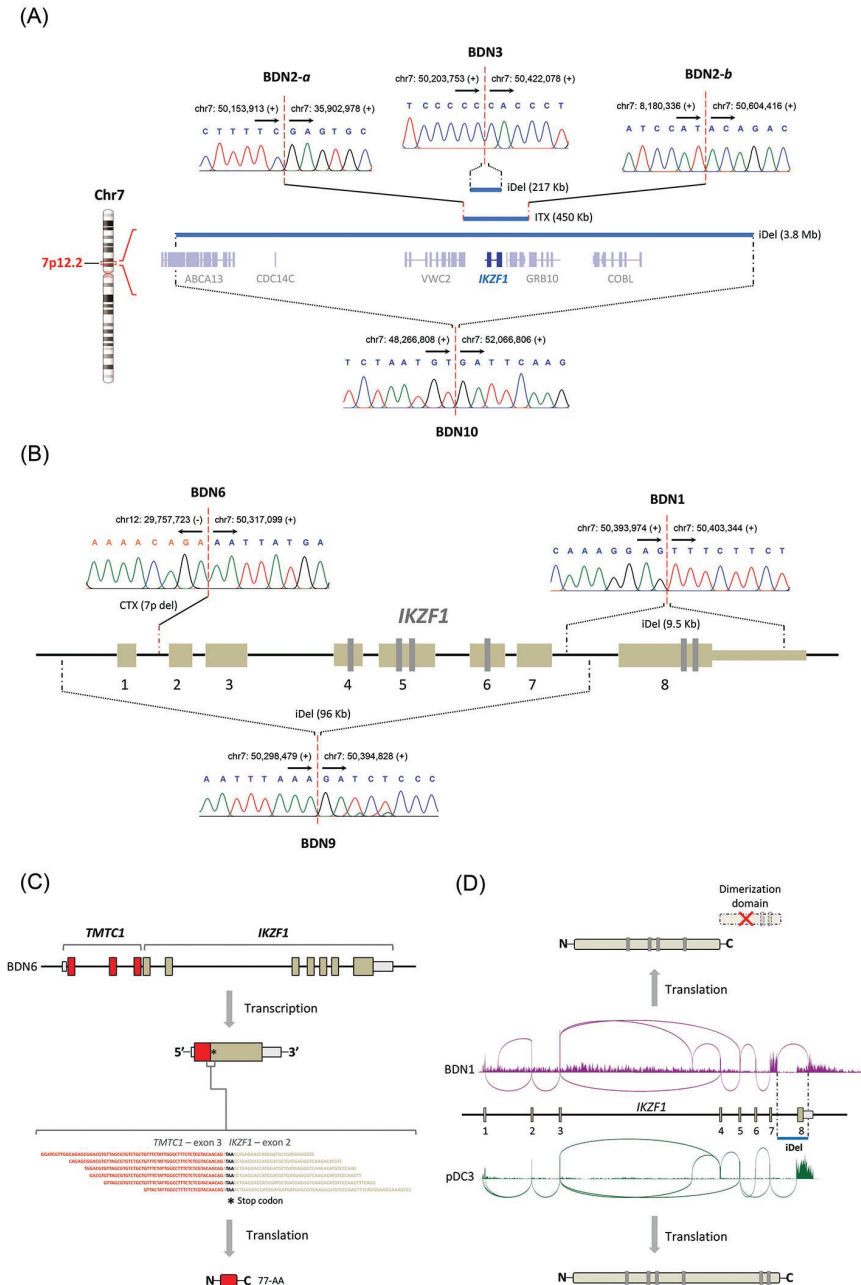 (A)
BDN3
BDN2-a
BDN2-b
chr7: 50,203,753 (+) chr7: 50,422,078 (+)
chr7: 50,153,913 (+) chr7: 35,902,978 (+)
chr7: 8,180,336 (+) chr7: 50,604,416 (+)
T C C C C C C A C C C T
C T T T T C G A G T G C
A T C C A T A C A G A C
iDel (217 Kb)
Chr7
ITX (450 Kb)
iDel (3.8 Mb)
7p12.2
ABCA13 CDC14C VWC2 IKZF1 GRB10 COBL
chr7: 48,266,808 (+) chr7: 52,066,806 (+)
T C T A A T G T G A T T C A A G
BDN10
(B)
BDN6
BDN1
chr12: 29,757,723 (-) chr7: 50,317,099 (+)
chr7: 50,393,974 (+) chr7: 50,403,344 (+)
A A A A C A G A A A T T A T G A
C A A A G G A G T T T C T T C T
CTX (7p del)
IKZF1
iDel (9.5 Kb)
1 2 3 4 5 6 7 8
iDel (96 Kb)
chr7: 50,298,479 (+) chr7: 50,394,828 (+)
A A T T T A A A G A T C T C C C
BDN9
(C)
TMTC1 IKZF1
BDN6
Transcription
5’ * 3’
TMTC1 – exon 3 IKZF1 – exon 2
* Stop codon
Translation
N C 77-AA
(D)
Dimerization
domain
N C
Translation
BDN1
IKZF1
1 2 3 4 5 6 7 8
iDel
pDC3
Translation
N C